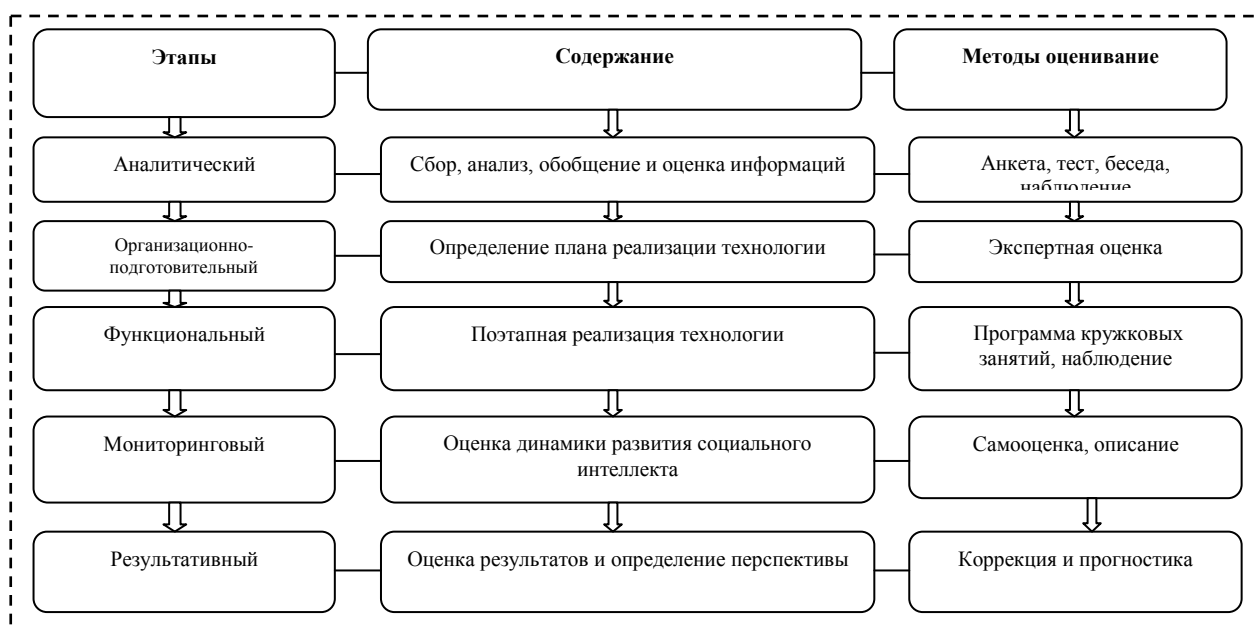 Этапы
Содержание
Методы оценивание
Аналитический
Сбор, анализ, обобщение и оценка информаций
Анкета, тест, беседа,
наблюдение
Организационно-
подготовительный
Определение плана реализации технологии
Экспертная оценка
Функциональный
Поэтапная реализация технологии
Программа кружковых
занятий, наблюдение
Мониторинговый
Оценка динамики развития социального
интеллекта
Самооценка, описание
Результативный
Оценка результатов и определение перспективы
Коррекция и прогностика